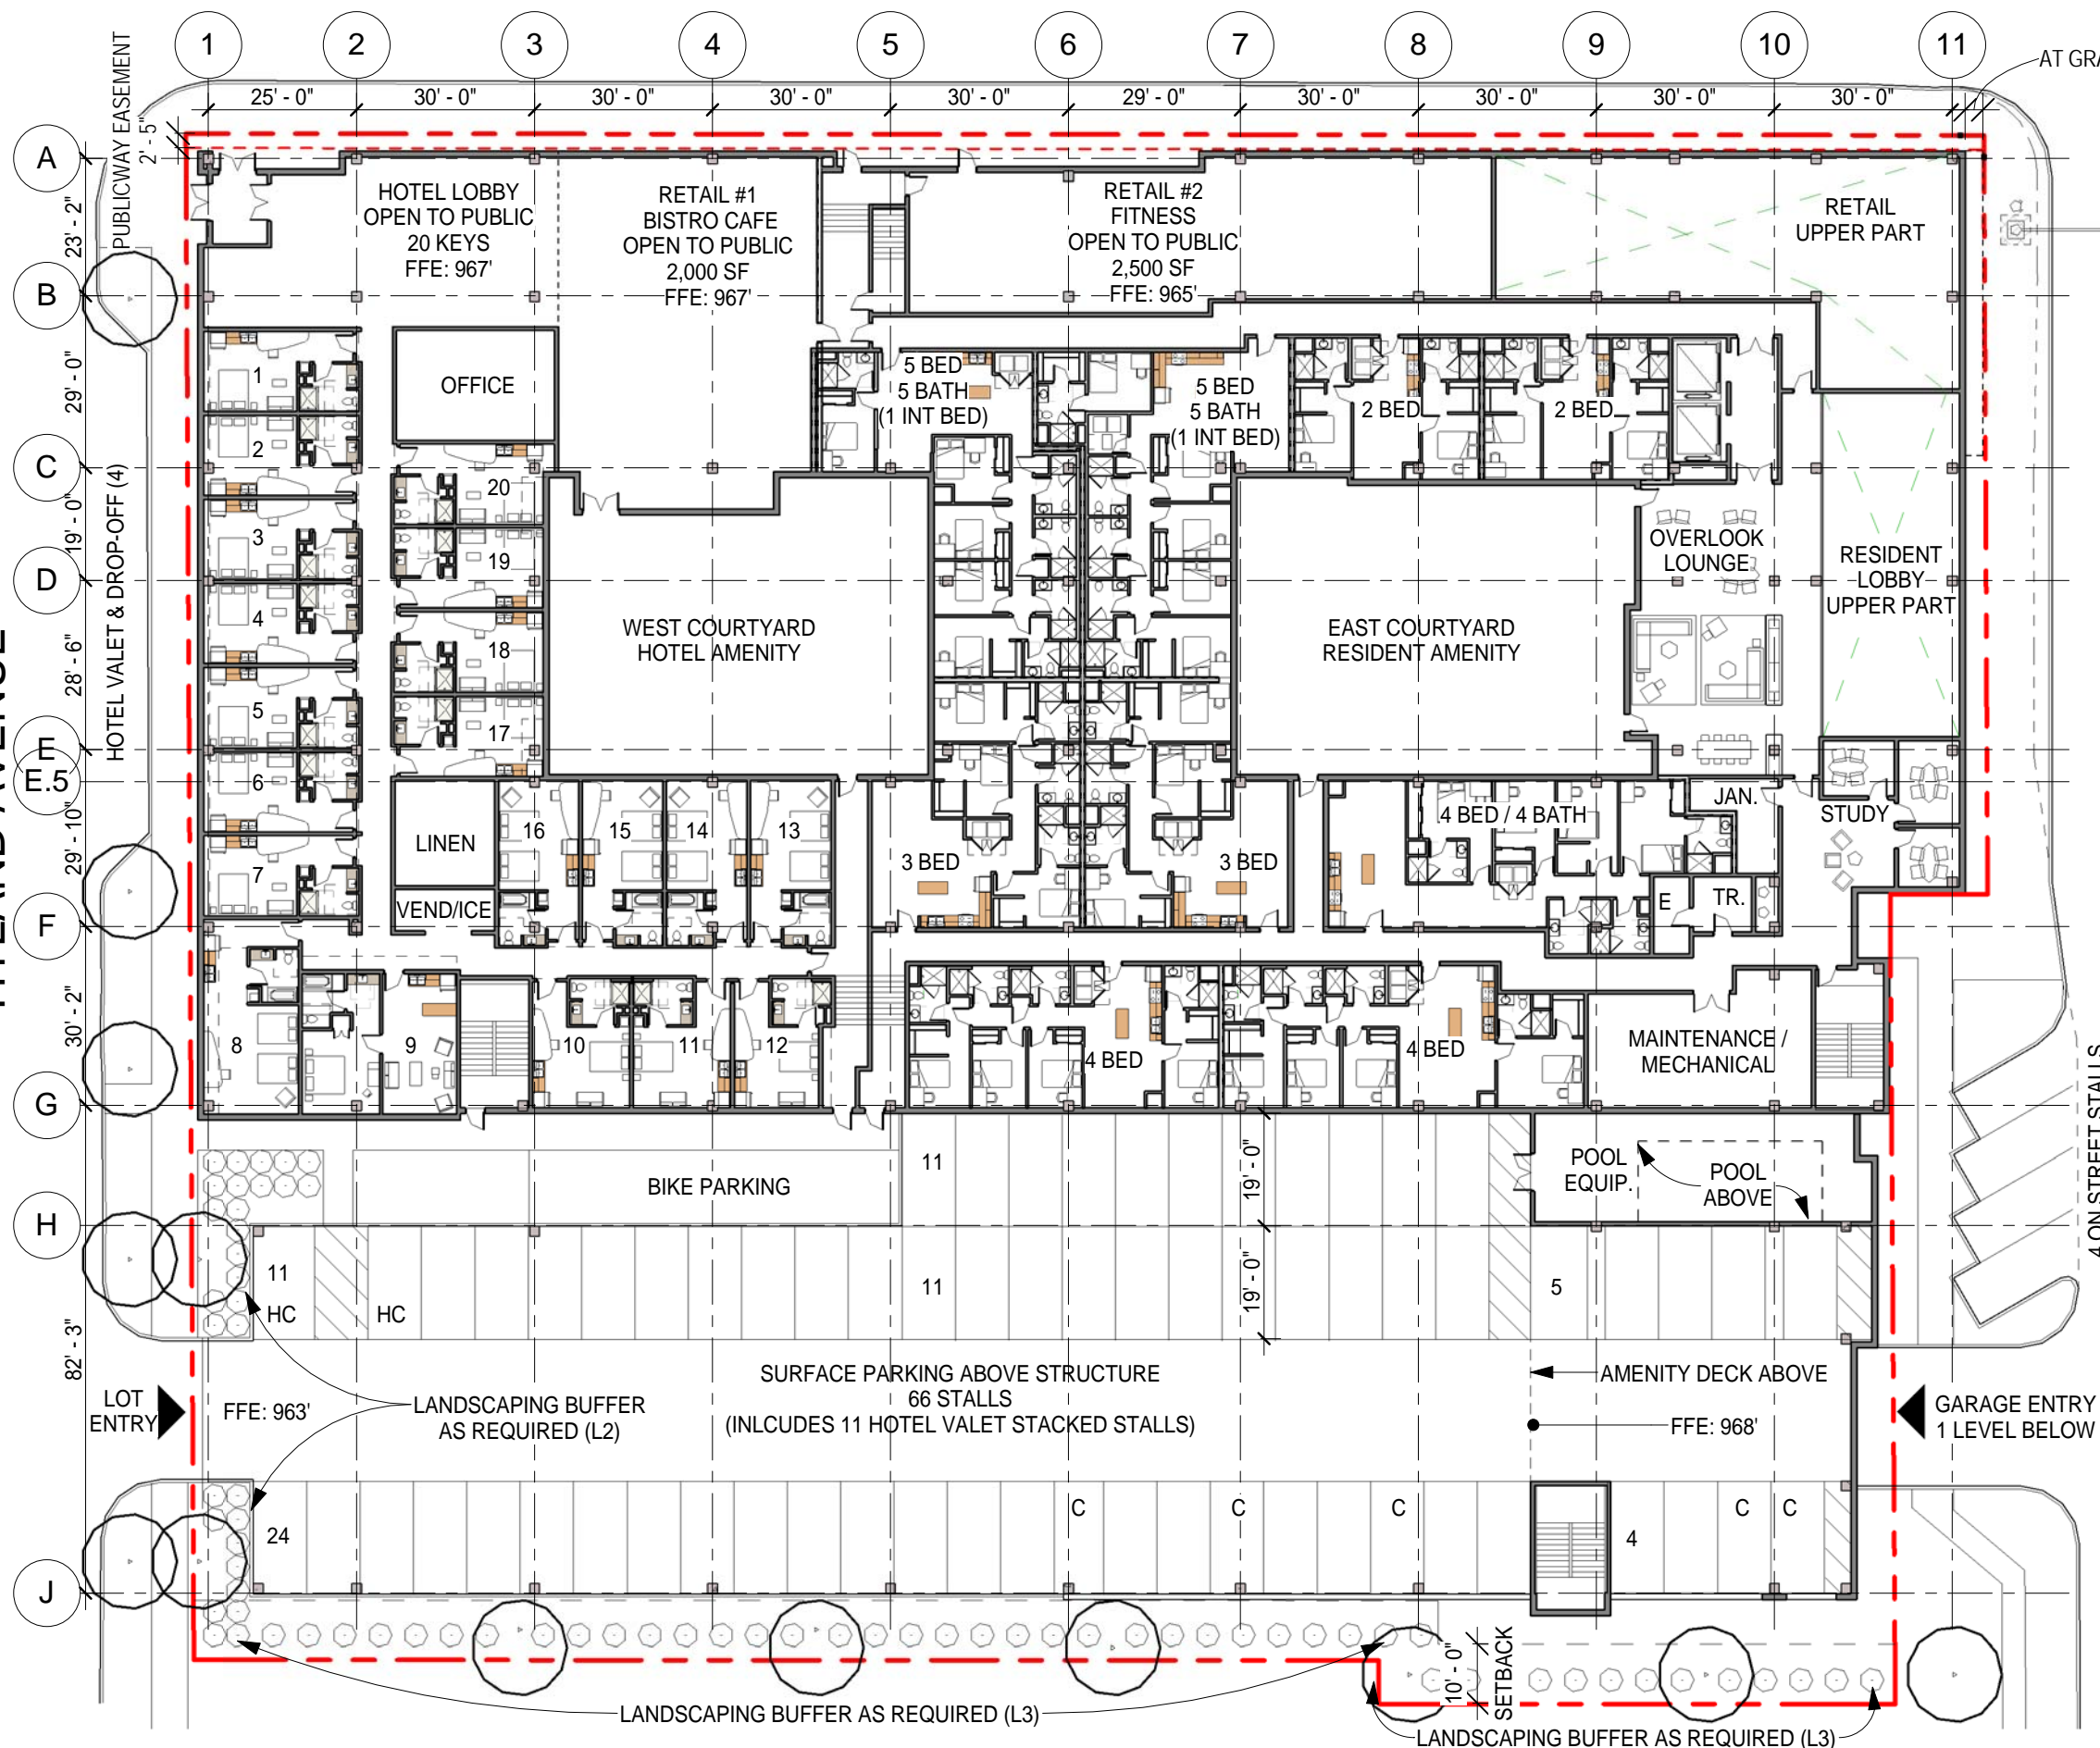 1
2
3
4
5
6
7
8
9
10
11
AT GRA
25' - 0"
30' - 0"
30' - 0"
30' - 0"
30' - 0"
29' - 0"
30' - 0"
30' - 0"
30' - 0"
30' - 0"
PUBLICWAY EASEMENT
2' - 5"
A
B
C
D
E
E.5
F
G
H
J
23' - 2"
29' - 0"
19' - 0"
28' - 6"
29' - 10"
30' - 2"
82' - 3"
HOTEL VALET & DROP-OFF (4)
HOTEL LOBBY
OPEN TO PUBLIC
20 KEYS
FFE: 967'
RETAIL #1
BISTRO CAFE
OPEN TO PUBLIC
2,000 SF
FFE: 967'
RETAIL #2
FITNESS
OPEN TO PUBLIC
2,500 SF
FFE: 965'
RETAIL
UPPER PART
OFFICE
1
2
3
4
5
6
7
20
19
18
17
5 BED
5 BATH
(1 INT BED)
5 BED
5 BATH
(1 INT BED)
2 BED
2 BED
OVERLOOK
LOUNGE
RESIDENT
LOBBY
UPPER PART
WEST COURTYARD
HOTEL AMENITY
EAST COURTYARD
RESIDENT AMENITY
LINEN
VEND/ICE
16
15
14
13
3 BED
3 BED
4 BED / 4 BATH
JAN.
STUDY
E
TR.
8
9
10
11
12
4 BED
4 BED
MAINTENANCE /
MECHANICAL
4 ON STREET STALLS
BIKE PARKING
11
19' - 0"
POOL
EQUIP.
POOL
ABOVE
11
HC
HC
11
19' - 0"
5
LOT
ENTRY
FFE: 963'
LANDSCAPING BUFFER
AS REQUIRED (L2)
SURFACE PARKING ABOVE STRUCTURE
66 STALLS
(INLCUDES 11 HOTEL VALET STACKED STALLS)
AMENITY DECK ABOVE
FFE: 968'
GARAGE ENTRY
1 LEVEL BELOW
24
C
C
C
4
C
C
10' - 0"
SETBACK
LANDSCAPING BUFFER AS REQUIRED (L3)
LANDSCAPING BUFFER AS REQUIRED (L3)